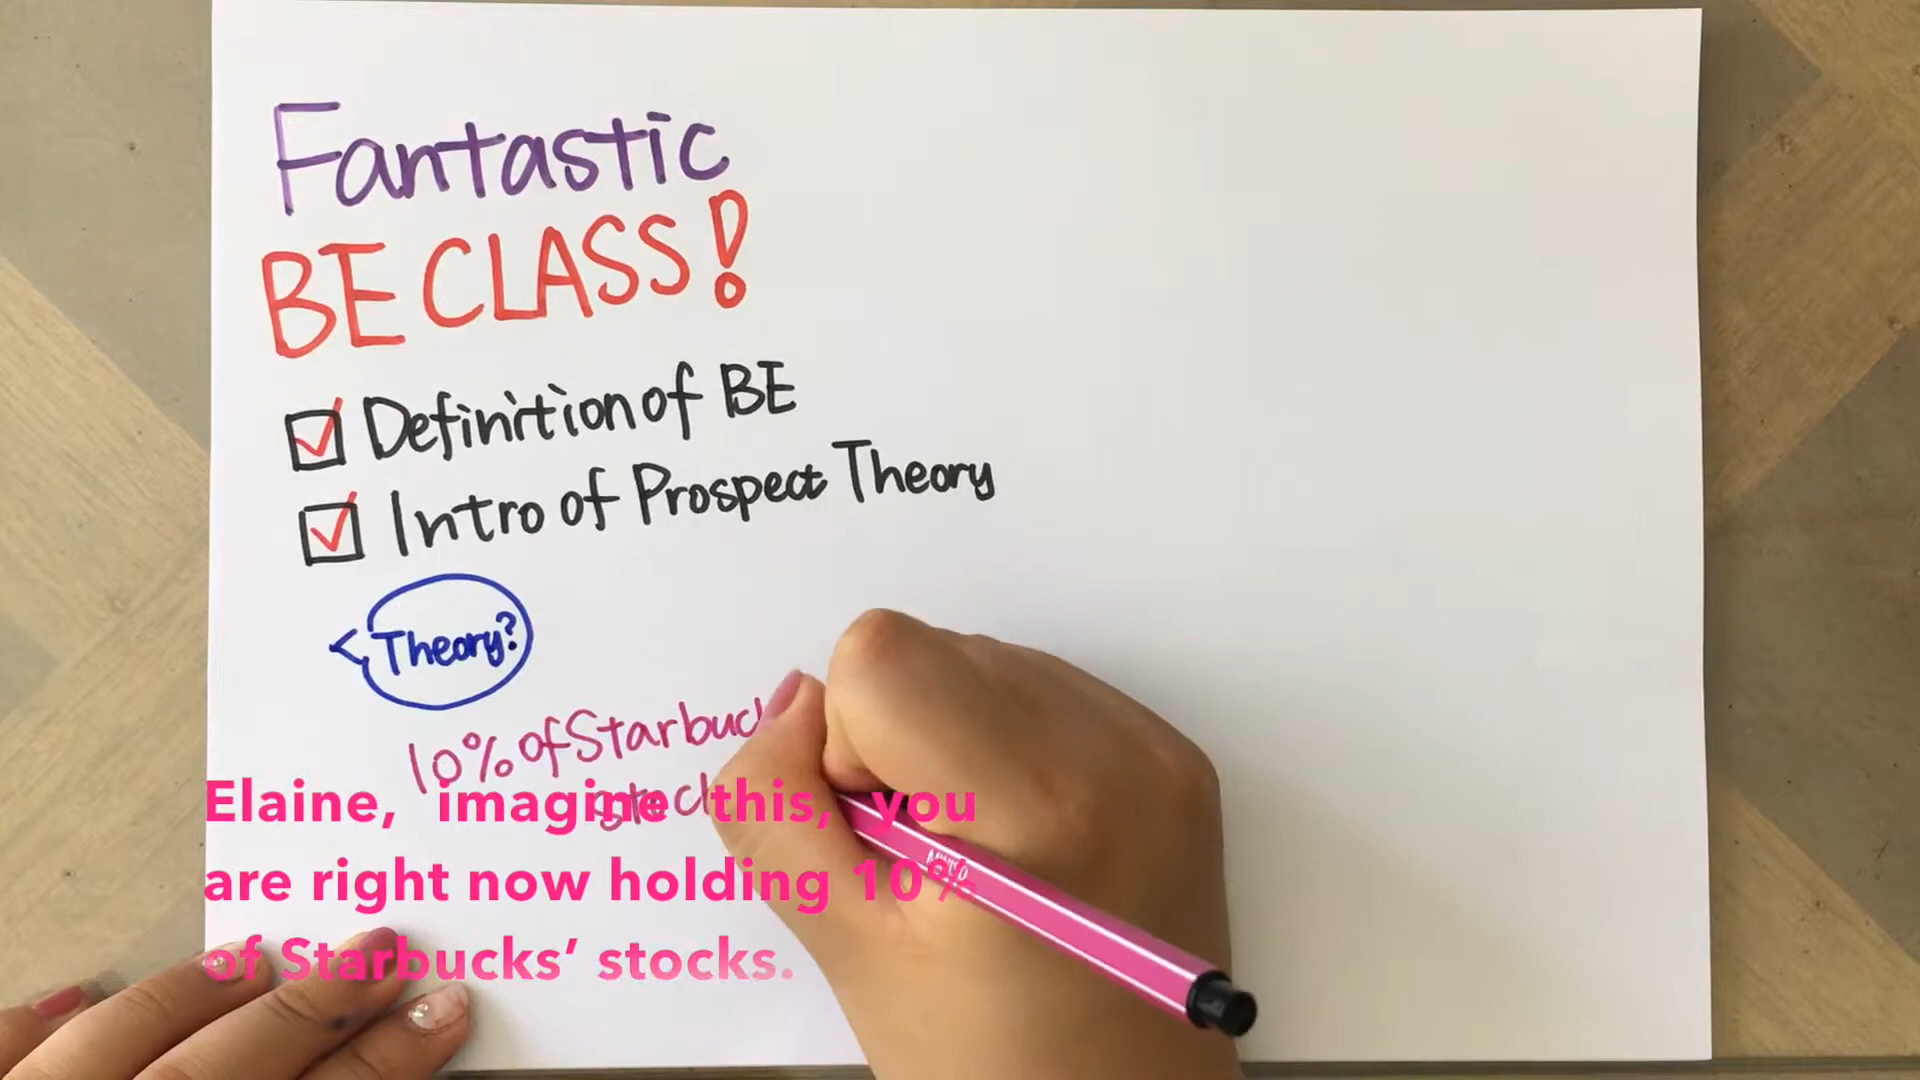 Fantastic
BE CLASS!
Definition of BE
Intro of Prospect Theory
Theory?
10% of Starbuck
stock
Elaine, imagine this, you
are right now holding 10%
of Starbucks’ stocks.